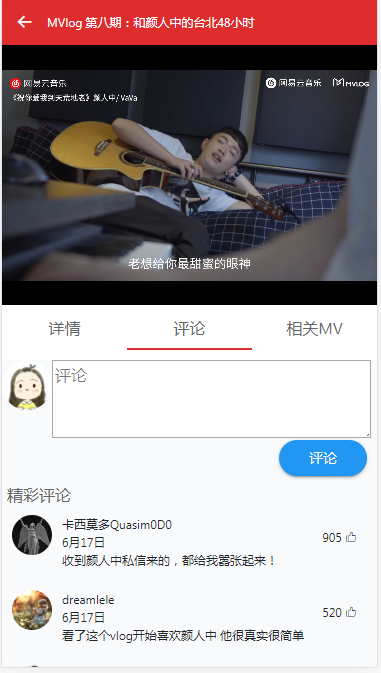 MVlog 第八期：和颜人中的台北48小时
网易云音乐
网易云音乐 MVLOG
《祝你爱我到天荒地老》颜人中/ VaVa
老想给你最甜蜜的眼神
详情 评论 相关MV
评论
评论
精彩评论
卡西莫多Quasim0D0
6月17日
905
收到颜人中私信来的，都给我嚣张起来！
dreamlele
6月17日
520
看了这个vlog开始喜欢颜人中 他很真实很简单